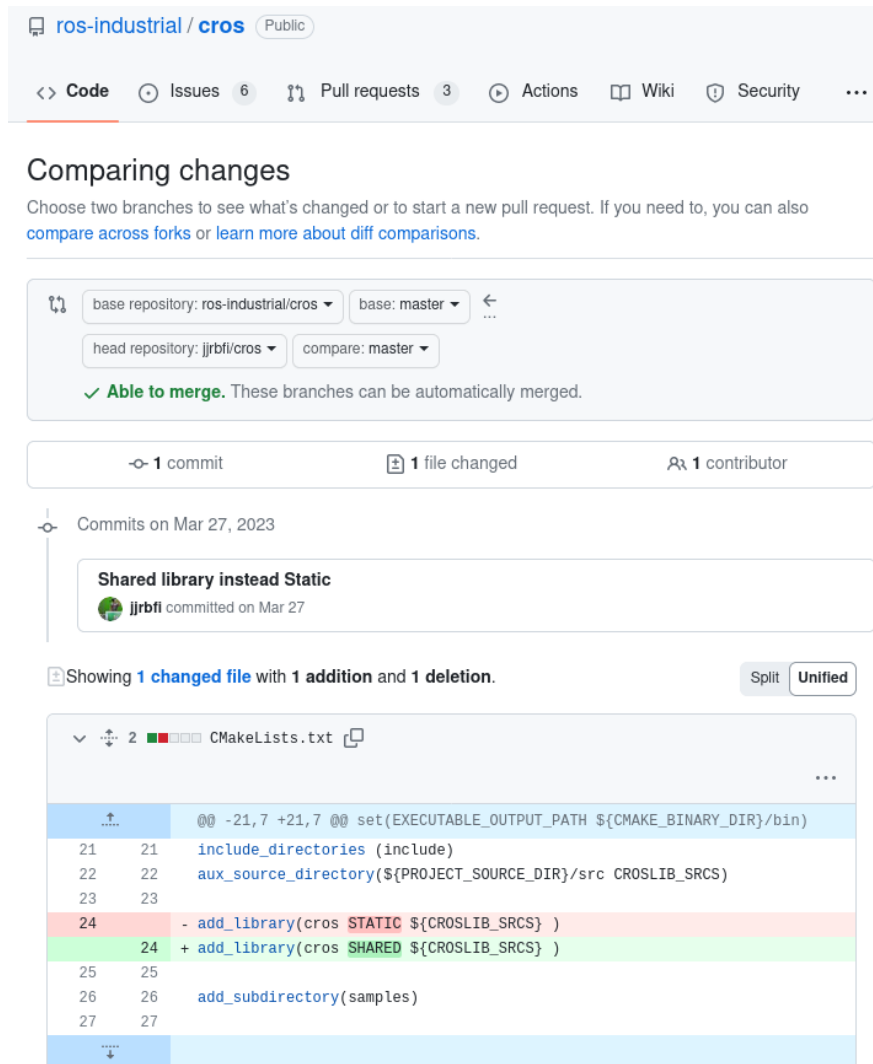 ros-industrial / cros Public
Code Issues 6 Pull requests 3 Actions Wiki Security ...
Comparing changes
Choose two branches to see what's changed or to start a new pull request. If you need to, you can also
compare across forks or learn more about diff comparisons.
base repository: ros-industrial/cros base: master ...
head repository: jjrbfi/cros compare: master
Able to merge. These branches can be automatically merged.
1 commit 1 file changed 1 contributor
Commits on Mar 27, 2023
Shared library instead Static
jjrbfi committed on Mar 27
Showing 1 changed file with 1 addition and 1 deletion. Split Unified
2 CMakeLists.txt
...
@@ -21,7 +21,7 @@ set(EXECUTABLE_OUTPUT_PATH ${CMAKE_BINARY_DIR}/bin)
21 21 include_directories (include)
22 22 aux_source_directory(${PROJECT_SOURCE_DIR}/src CROSLIB_SRCS)
23 23
24 - add_library(cros STATIC ${CROSLIB_SRCS} )
24 + add_library(cros SHARED ${CROSLIB_SRCS} )
25 25
26 26 add_subdirectory(samples)
27 27